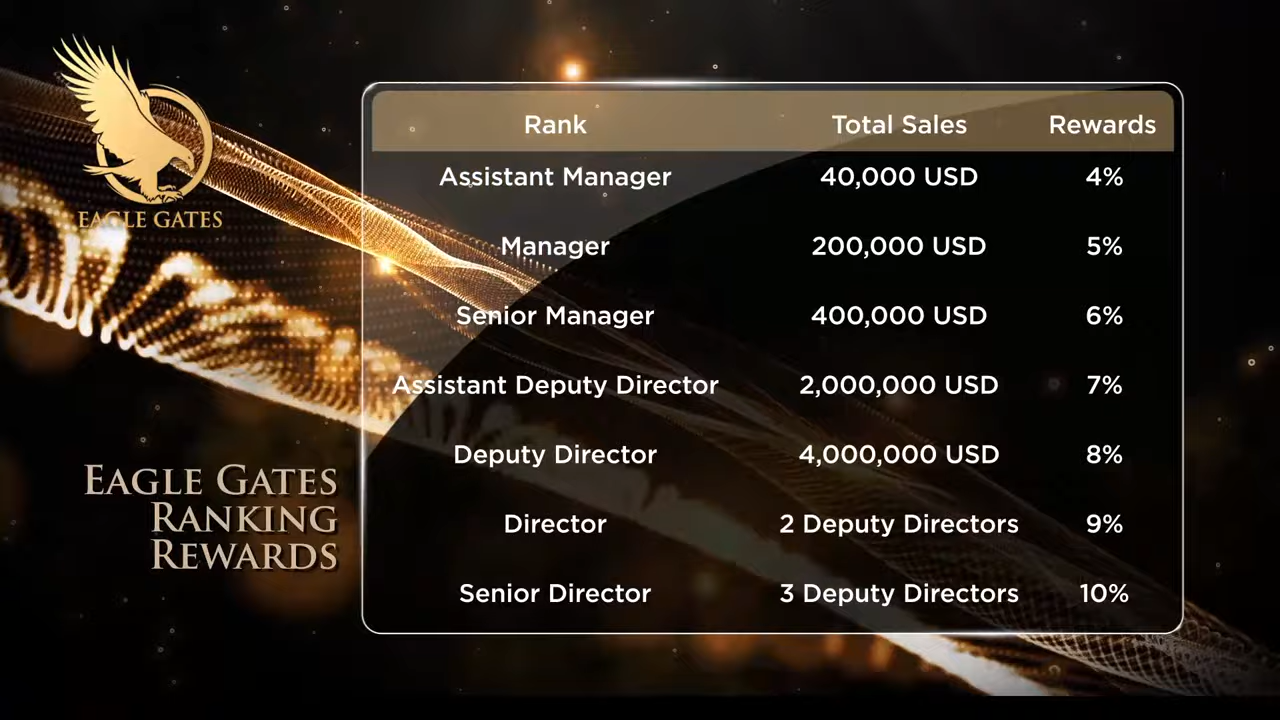 EAGLE GATES
EAGLE GATES
RANKING
REWARDS
Rank Total Sales Rewards
Assistant Manager 40,000 USD 4%
Manager 200,000 USD 5%
Senior Manager 400,000 USD 6%
Assistant Deputy Director 2,000,000 USD 7%
Deputy Director 4,000,000 USD 8%
Director 2 Deputy Directors 9%
Senior Director 3 Deputy Directors 10%